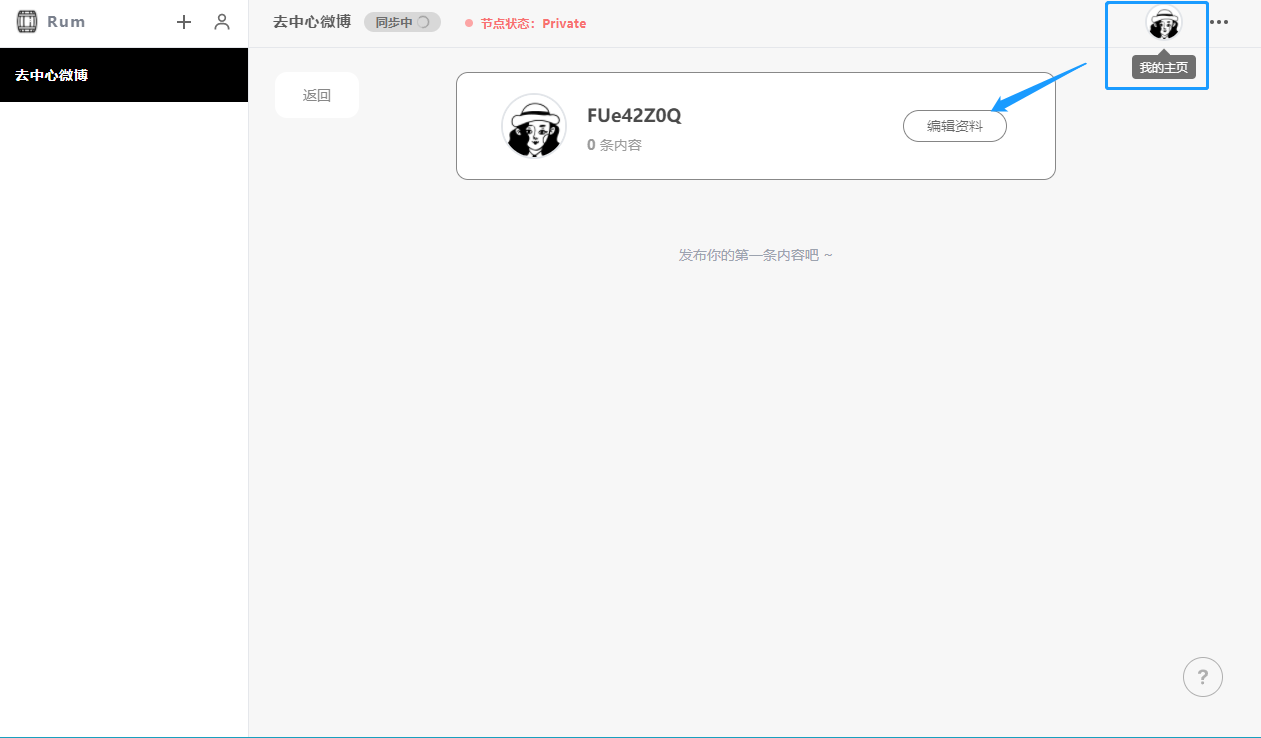 Rum
去中心微博 同步中 节点状态：Private
我的主页
去中心微博
返回
FUe42Z0Q
0 条内容
编辑资料
发布你的第一条内容吧 ~
?